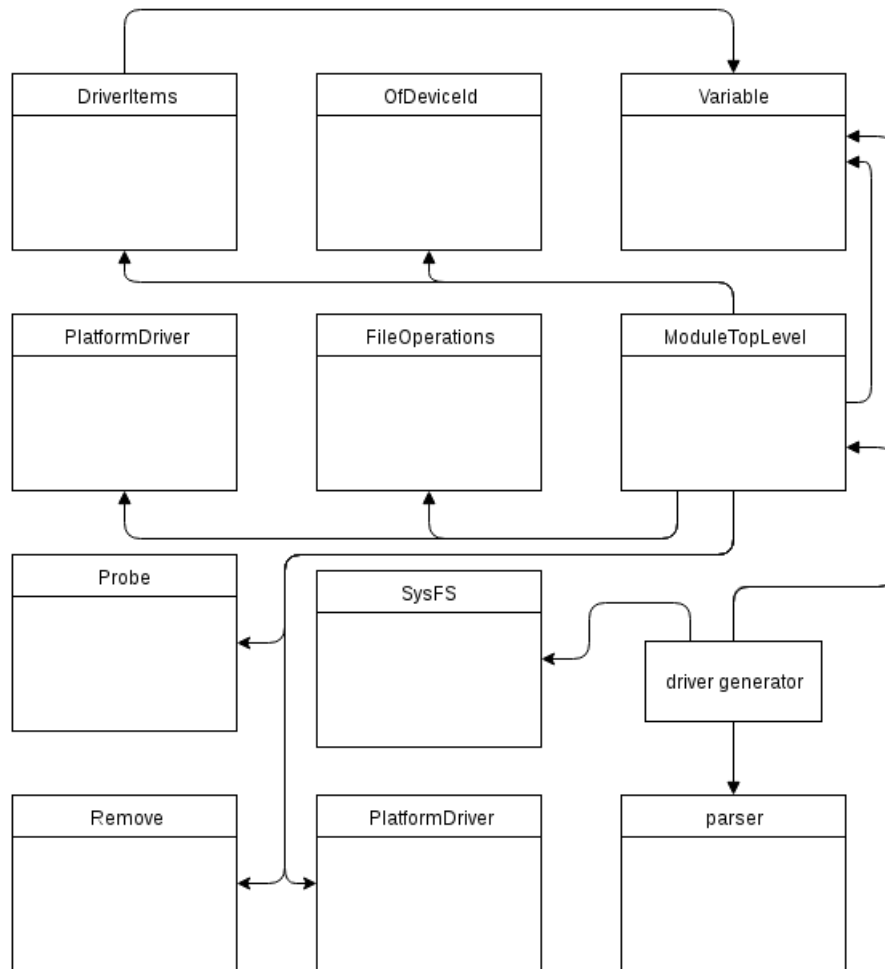 DriverItems
OfDeviceId
Variable
PlatformDriver
FileOperations
ModuleTopLevel
Probe
SysFS
driver generator
Remove
PlatformDriver
parser